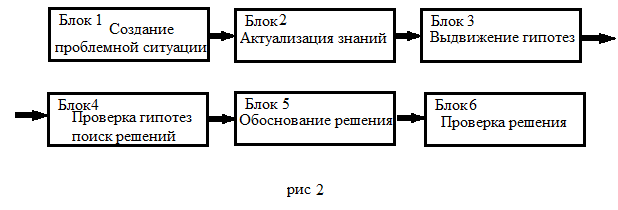 Блок 1
Создание
проблемной ситуации
Блок 2
Актуализация знаний
Блок 3
Выдвижение гипотез
Блок4
Проверка гипотез
поиск решений
Блок 5
Обоснование решения
Блок6
Проверка решения
рис 2